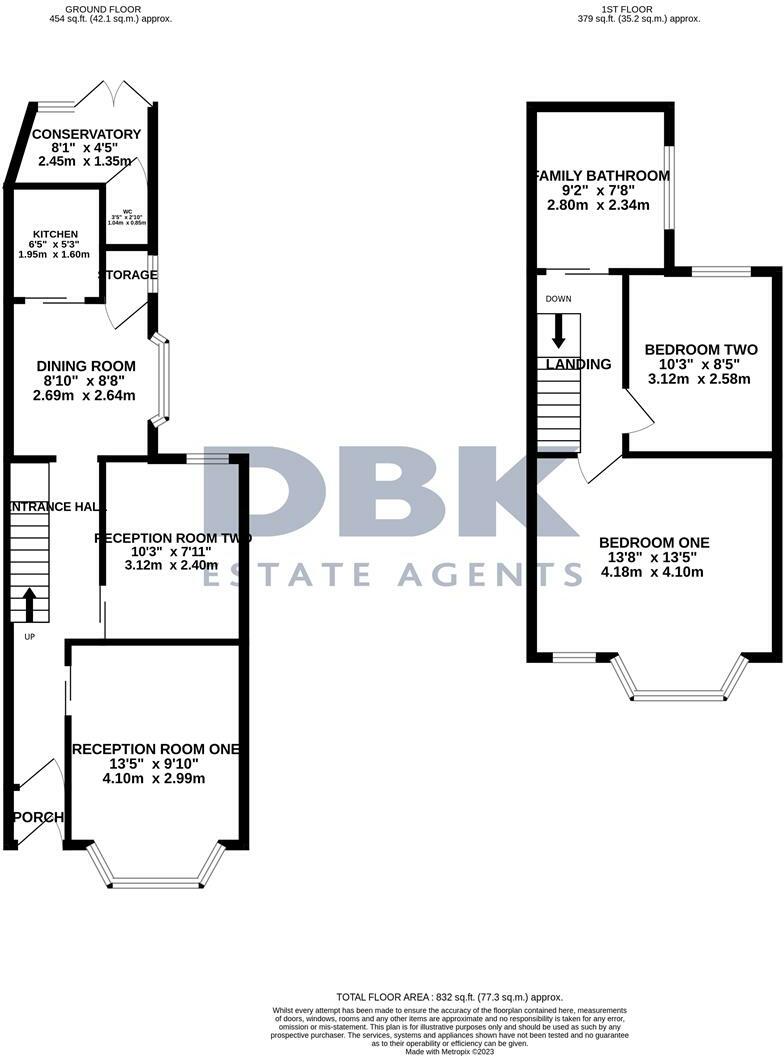 GROUND FLOOR
454 sq.ft. (42.1 sq.m.) approx.
1ST FLOOR
379 sq.ft. (35.2 sq.m.) approx.
CONSERVATORY
8'1" x 4'5"
2.45m x 1.35m
WC
3'5" x 2'10"
1.04m x 0.85m
KITCHEN
6'5" x 5'3"
1.95m x 1.60m
STORAGE
DINING ROOM
8'10" x 8'8"
2.69m x 2.64m
ENTRANCE HALL
RECEPTION ROOM TWO
10'3" x 7'11"
3.12m x 2.40m
UP
RECEPTION ROOM ONE
13'5" x 9'10"
4.10m x 2.99m
PORCH
FAMILY BATHROOM
9'2" x 7'8"
2.80m x 2.34m
DOWN
LANDING
BEDROOM TWO
10'3" x 8'5"
3.12m x 2.58m
BEDROOM ONE
13'8" x 13'5"
4.18m x 4.10m
DBK
ESTATE AGENTS
TOTAL FLOOR AREA : 832 sq.ft. (77.3 sq.m.) approx.
Whilst every attempt has been made to ensure the accuracy of the floorplan contained here, measurements
of doors, windows, rooms and any other items are approximate and no responsibility is taken for any error,
omission or mis-statement. This plan is for illustrative purposes only and should be used as such by any
prospective purchaser. The services, systems and appliances shown have not been tested and no guarantee
as to their operability or efficiency can be given.
Made with Metropix ©2023